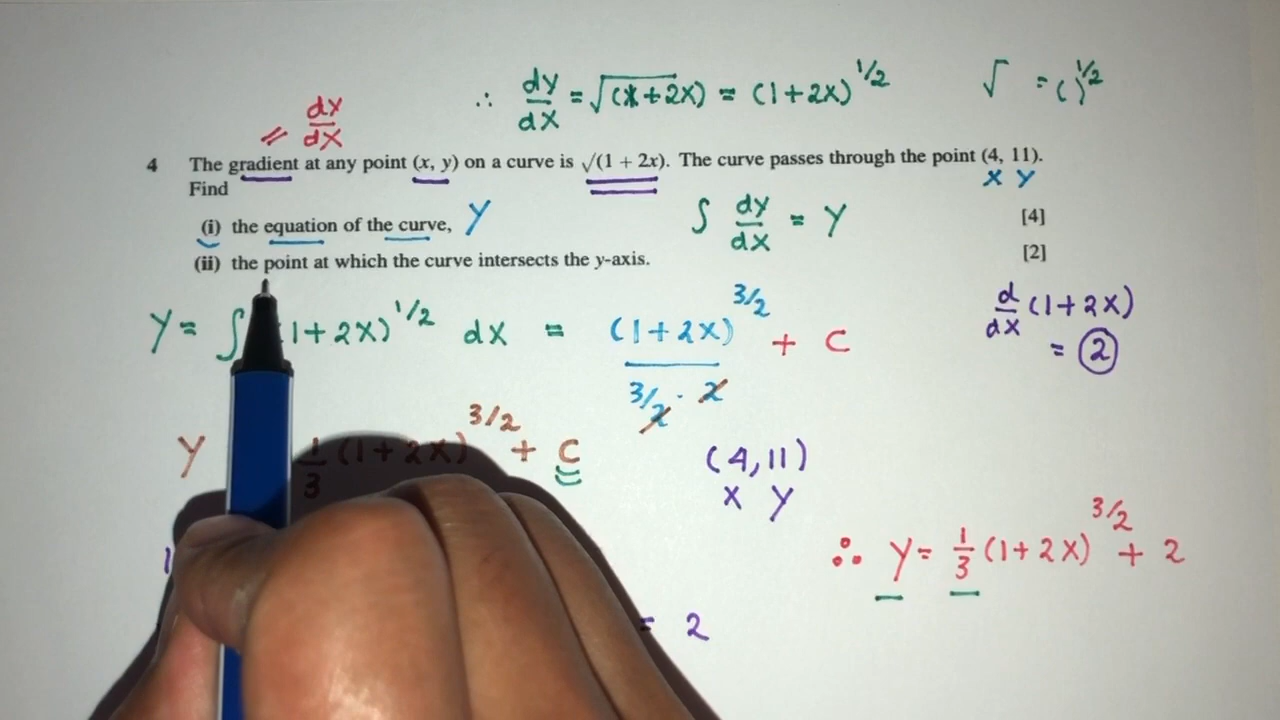 ∴ dy/dx = √(1+2x) = (1+2x)^1/2 √ = ( )^1/2
= dy/dx
4 The gradient at any point (x, y) on a curve is √(1 + 2x). The curve passes through the point (4, 11).
x y
Find
(i) the equation of the curve, y ∫ dy/dx = y [4]
(ii) the point at which the curve intersects the y-axis. [2]
y = ∫ (1+2x)^1/2 dx = (1+2x)^3/2 / 3/2 · 2 + c
d/dx (1+2x)
= 2
y 1/3 (1+2x)^3/2 + c
(4,11)
x y
∴ y = 1/3 (1+2x)^3/2 + 2
= 2